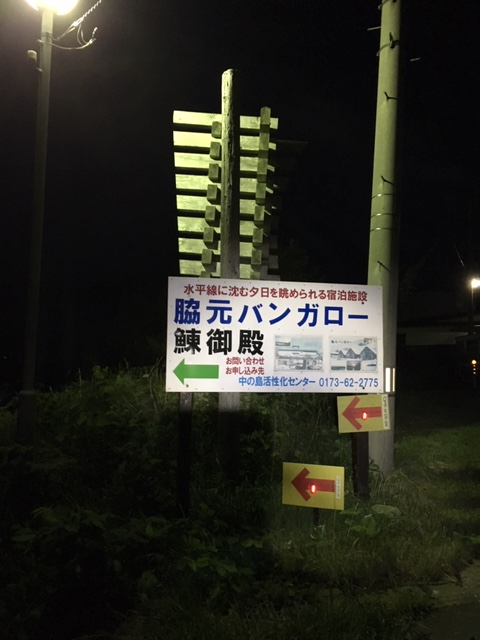 水平線に沈む夕日を眺められる宿泊施設
脇元バンガロー
鰊御殿
お問い合わせ
お申し込み先
中の島活性化センター 0173-62-2775